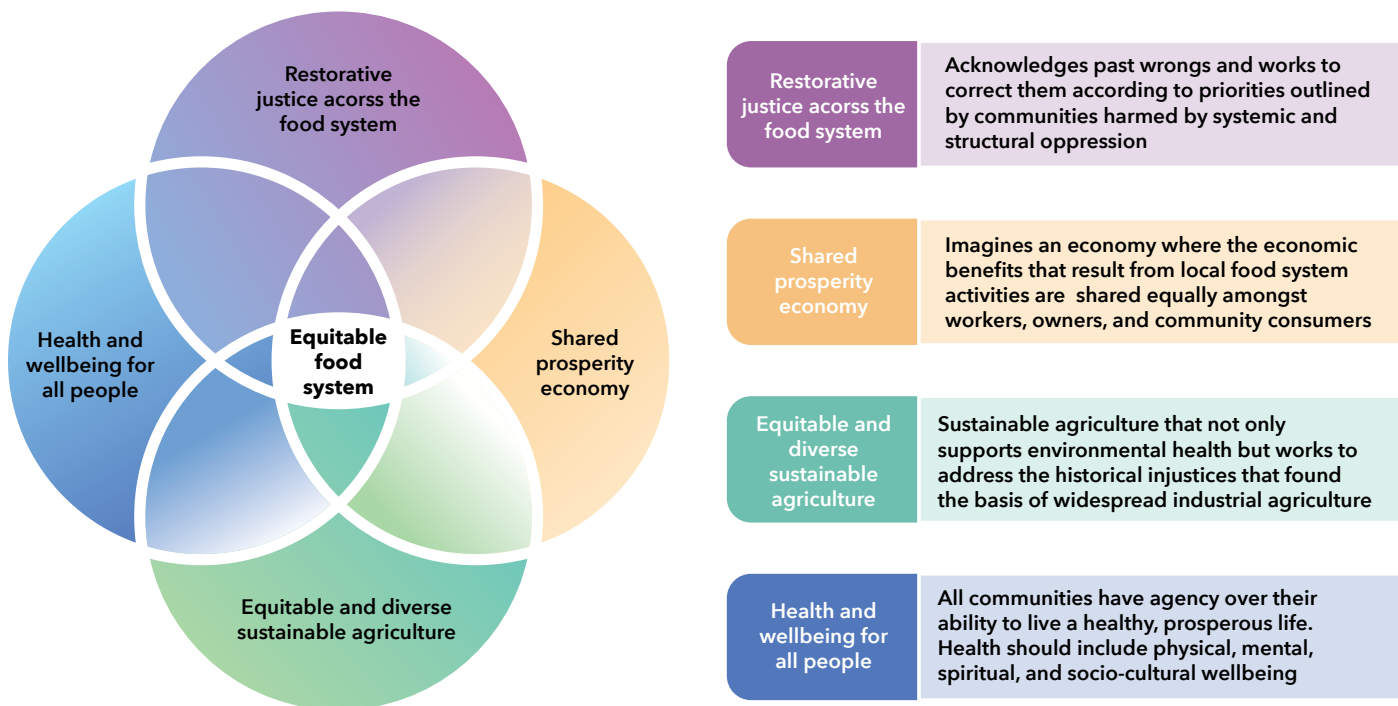 Restorative
justice acorss the
food system
Health and
wellbeing for
all people
Equitable
food
system
Shared
prosperity
economy
Equitable and diverse
sustainable agriculture
Restorative
justice acorss the
food system
Acknowledges past wrongs and works to
correct them according to priorities outlined
by communities harmed by systemic and
structural oppression
Shared
prosperity
economy
Imagines an economy where the economic
benefits that result from local food system
activities are  shared equally amongst
workers, owners, and community consumers
Equitable and
diverse
sustainable
agriculture
Sustainable agriculture that not only
supports environmental health but works to
address the historical injustices that found
the basis of widespread industrial agriculture
Health and
wellbeing for
all people
All communities have agency over their
ability to live a healthy, prosperous life.
Health should include physical, mental,
spiritual, and socio-cultural wellbeing